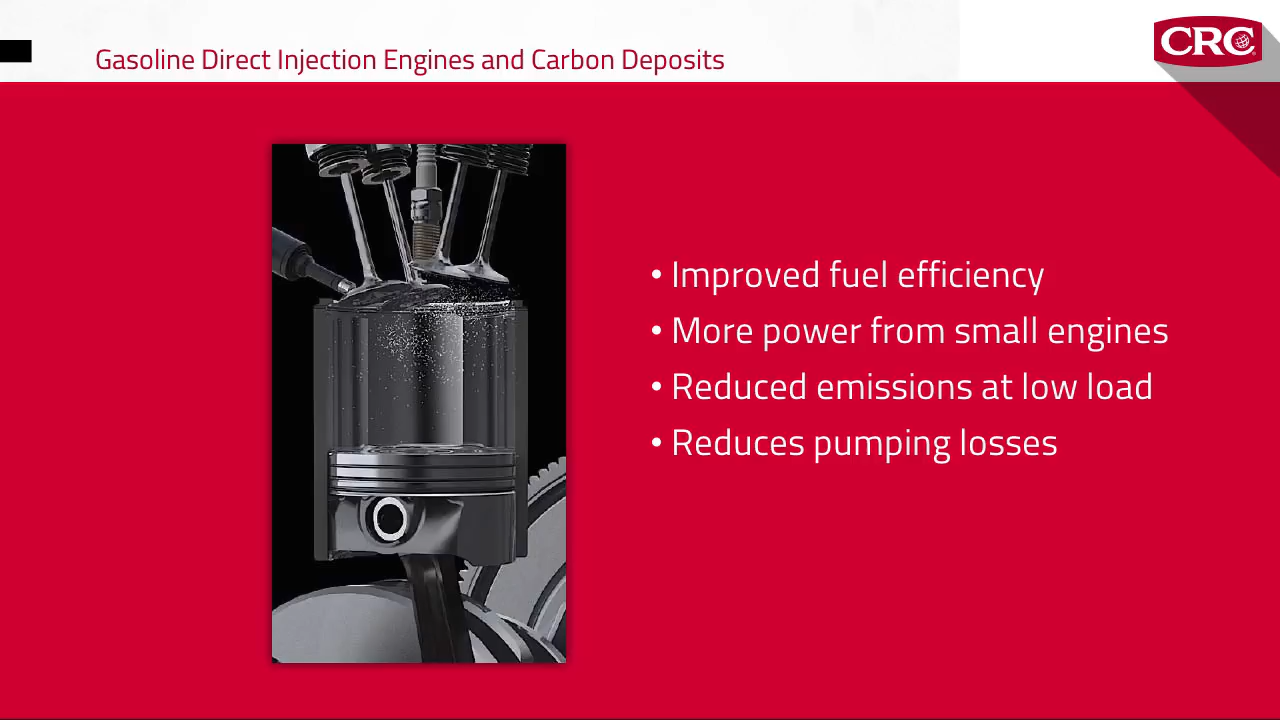 Gasoline Direct Injection Engines and Carbon Deposits
CRC
• Improved fuel efficiency
• More power from small engines
• Reduced emissions at low load
• Reduces pumping losses